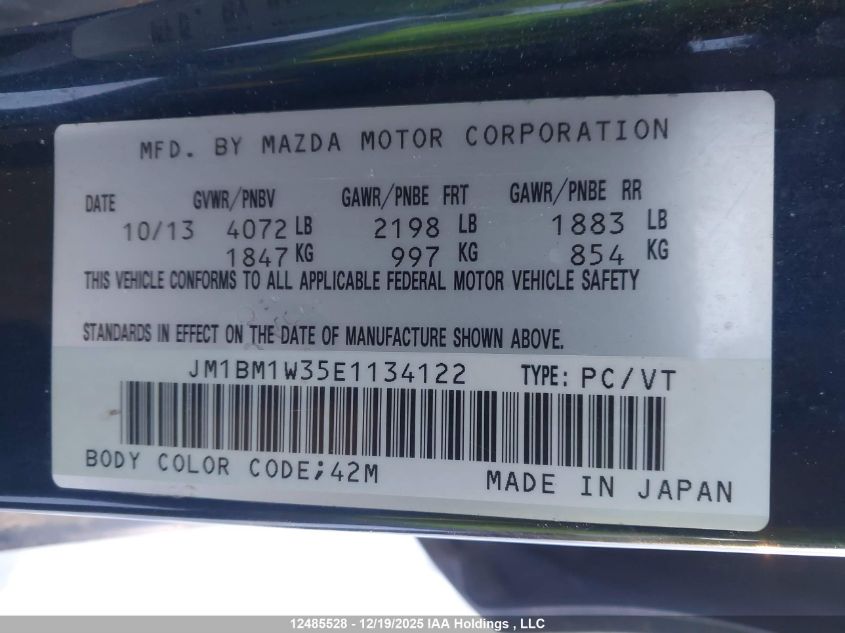 MFD. BY MAZDA MOTOR CORPORATION
DATE GVWR/PNBV GAWR/PNBE FRT GAWR/PNBE RR
10/13 4072 LB 2198 LB 1883 LB
1847 KG 997 KG 854 KG
THIS VEHICLE CONFORMS TO ALL APPLICABLE FEDERAL MOTOR VEHICLE SAFETY
STANDARDS IN EFFECT ON THE DATE OF MANUFACTURE SHOWN ABOVE.
JM1BM1W35E1134122 TYPE: PC/VT
BODY COLOR CODE;42M MADE IN JAPAN
12485528 - 12/19/2025 IAA Holdings , LLC